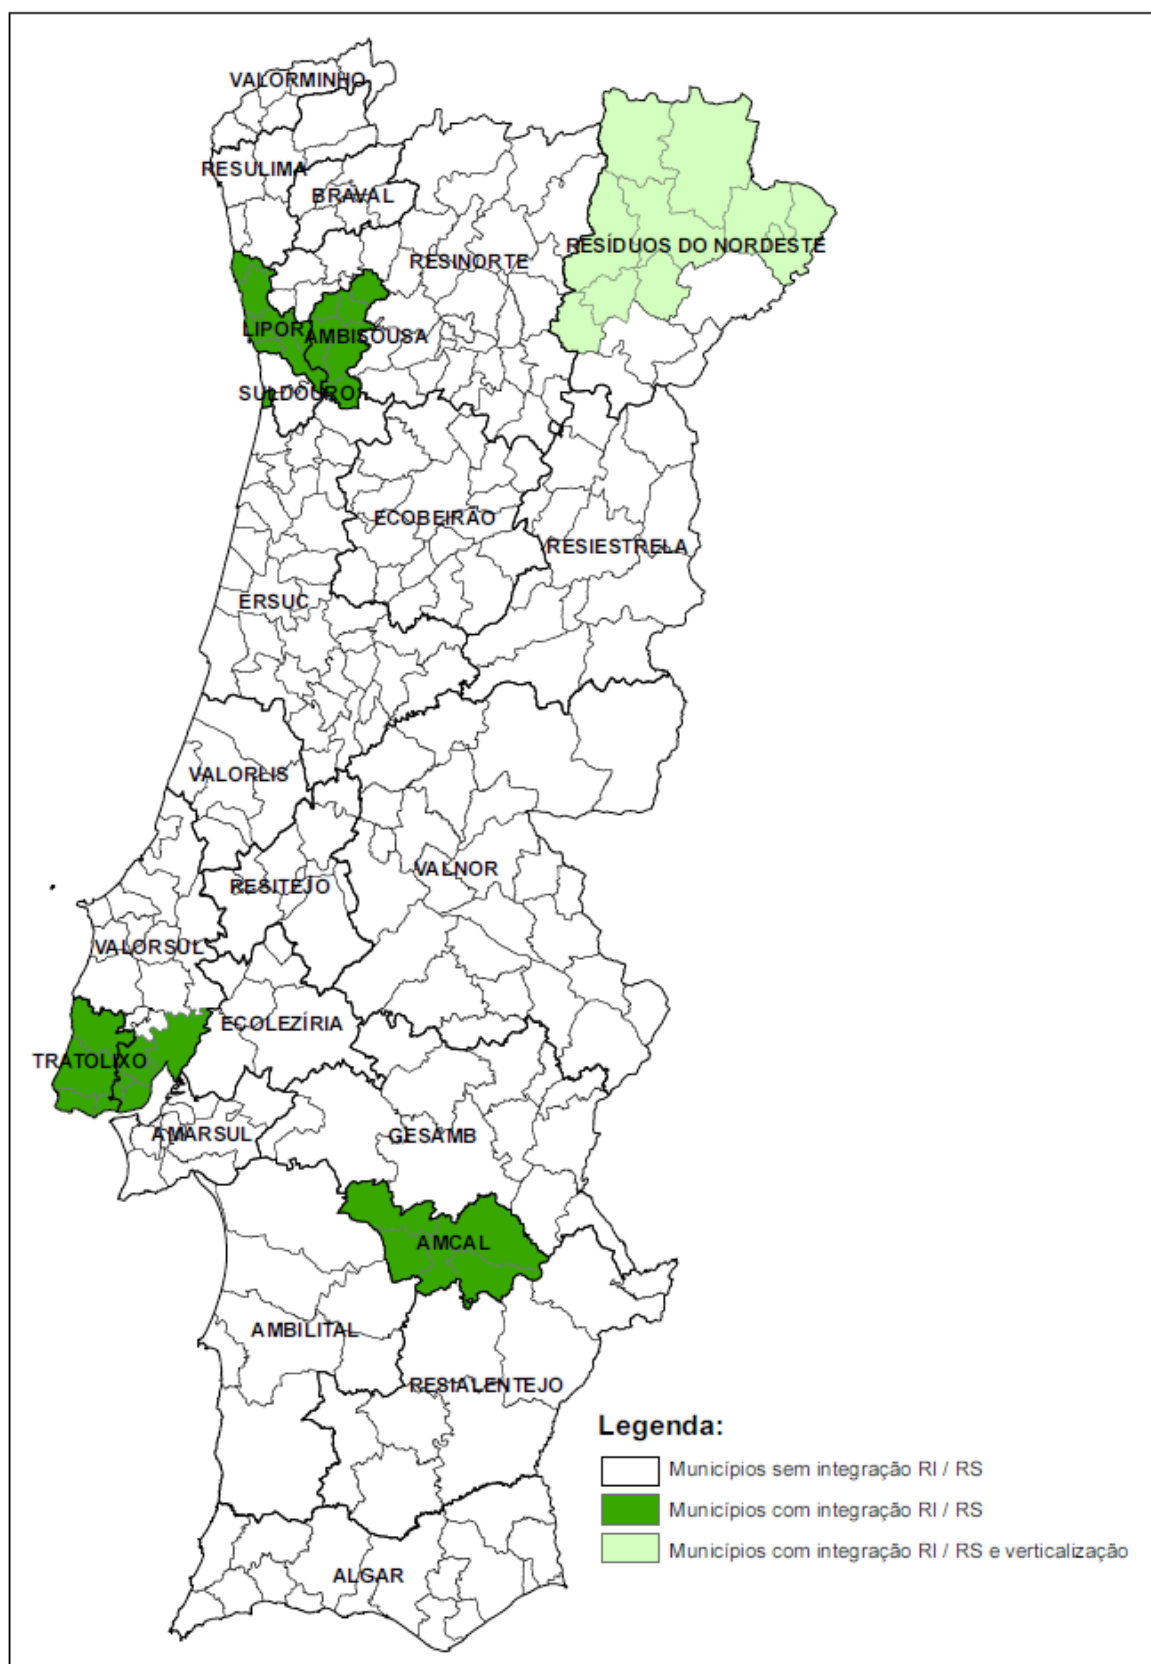 VALORMINHO
RESULIMA
BRAVAL
RESÍDUOS DO NORDESTE
RESINORTE
LIPOR
AMBISOUSA
SULDOURO
ECOBEIRÃO
RESIESTRELA
ERSUC
VALORLIS
VALNOR
RESITEJO
VALORSUL
ECOLEZÍRIA
TRATOLIXO
AMARSUL
GESAMB
AMCAL
AMBILITAL
RESIALENTEJO
Legenda:
Municípios sem integração RI / RS
Municípios com integração RI / RS
Municípios com integração RI / RS e verticalização
ALGAR